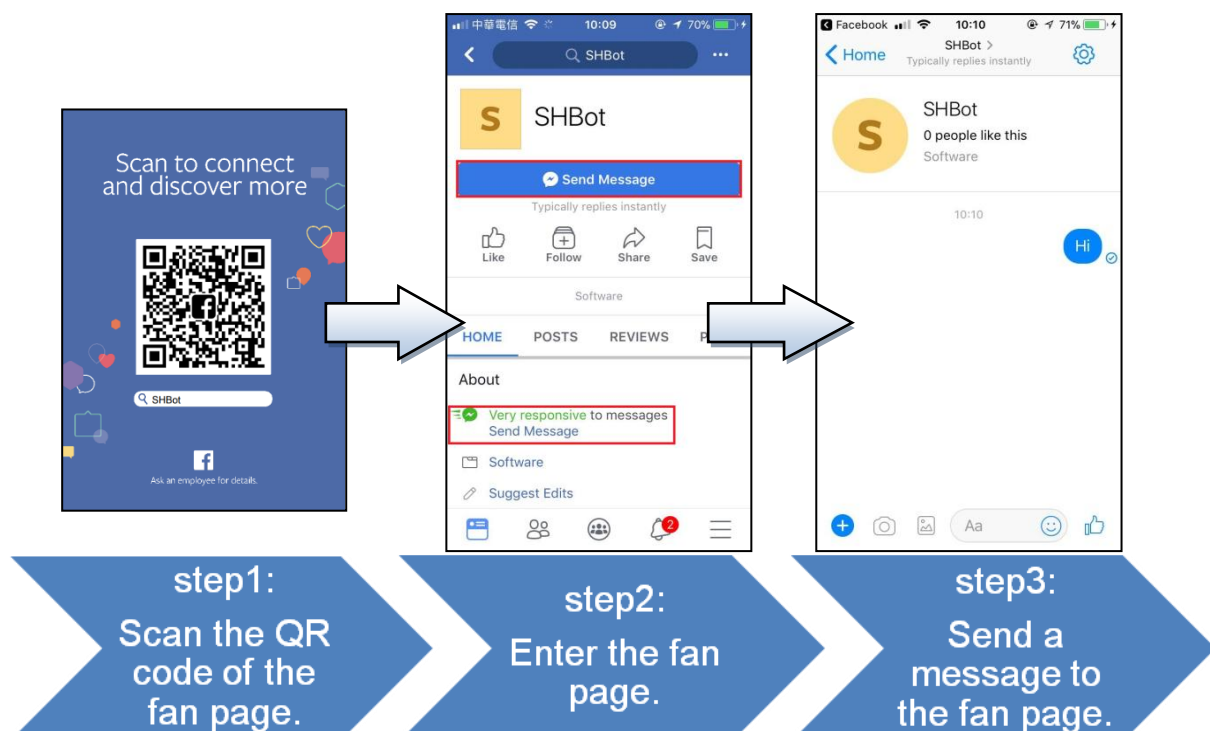 Scan to connect
and discover more
SHBot
Ask an employee for details.
中華電信 10:09 70%
SHBot
S SHBot
Send Message
Typically replies instantly
Like Follow Share Save
Software
HOME POSTS REVIEWS P
About
Very responsive to messages
Send Message
Software
Suggest Edits
2
Facebook 10:10 71%
Home SHBot >
Typically replies instantly
S SHBot
0 people like this
Software
10:10
Hi
Aa
step1:
Scan the QR
code of the
fan page.
step2:
Enter the fan
page.
step3:
Send a
message to
the fan page.